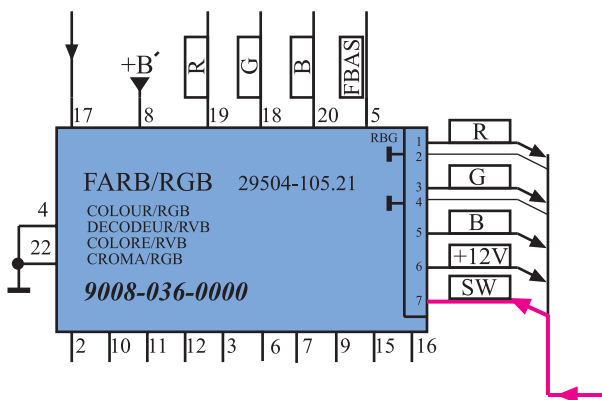 +B´
R
G
B
FBAS
17
8
19
18
20
5
RBG
1
R
2
FARB/RGB 29504-105.21
3
G
4
4
COLOUR/RGB
DECODEUR/RVB
5
B
COLORE/RVB
22
CROMA/RGB
6
+12V
9008-036-0000
7
SW
2
10
11
12
3
6
7
9
15
16